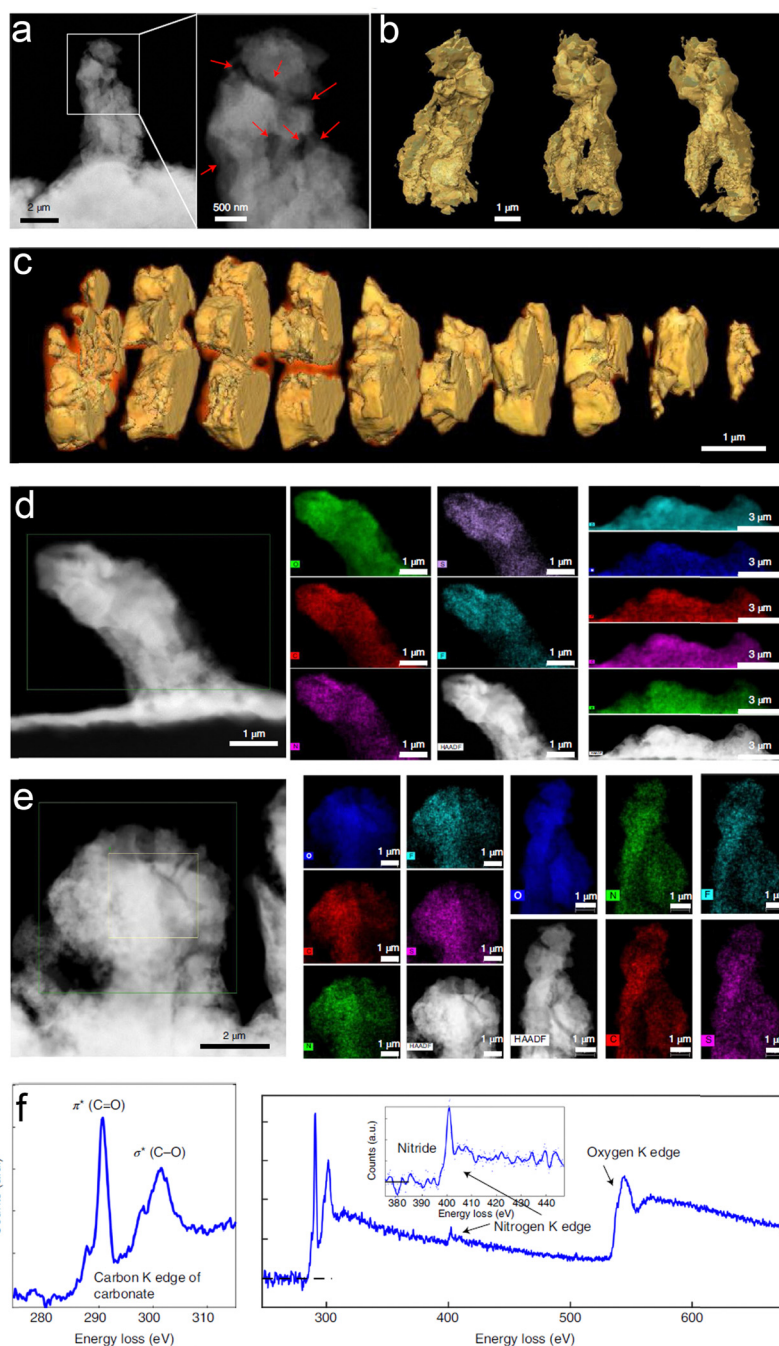 a
2 μm
500 nm
b
1 μm
c
1 μm
d
1 μm
O
1 μm
S
1 μm
3 μm
3 μm
C
1 μm
F
1 μm
3 μm
3 μm
N
1 μm
HAADF
1 μm
3 μm
3 μm
e
2 μm
O
1 μm
F
1 μm
O
1 μm
N
1 μm
F
1 μm
1 μm
S
1 μm
N
1 μm
HAADF
1 μm
HAADF
1 μm
C
1 μm
S
1 μm
f
π* (C=O)
σ* (C–O)
Carbon K edge of
carbonate
280 290 300 310
Energy loss (eV)
Counts (a.u.)
Nitride
380 390 400 410 420 430 440
Energy loss (eV)
Nitrogen K edge
Oxygen K edge
300 400 500 600
Energy loss (eV)